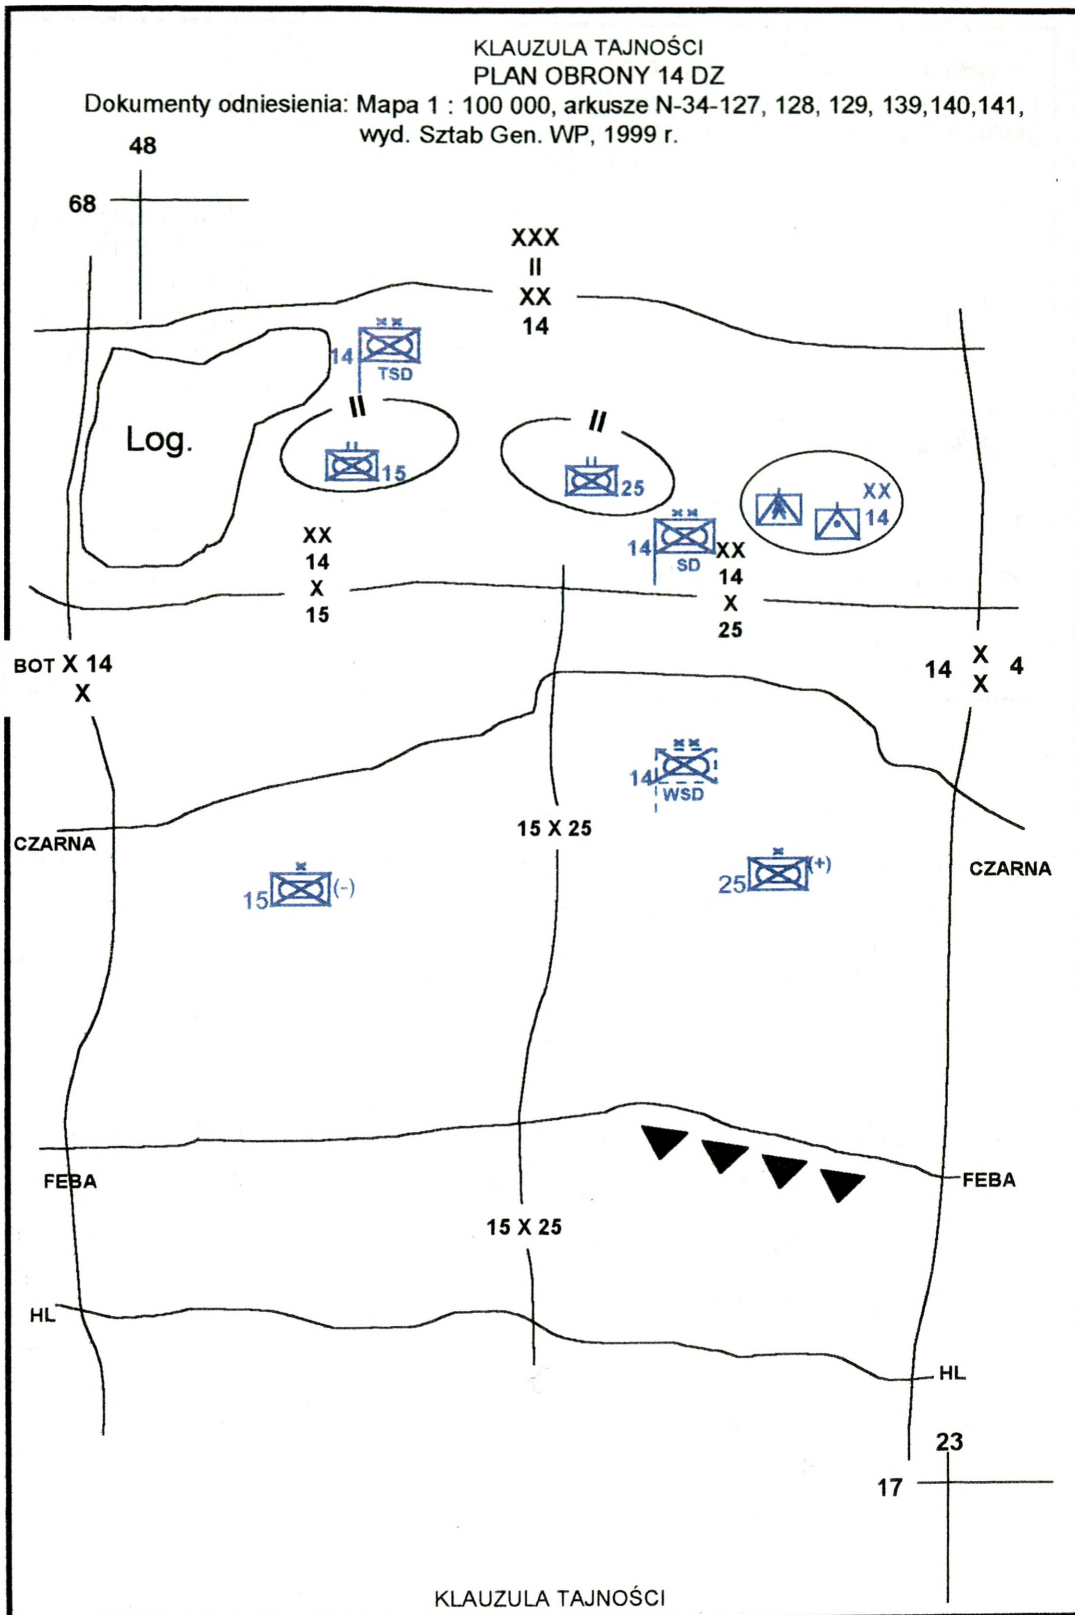 KLAUZULA TAJNOŚCI
PLAN OBRONY 14 DZ
Dokumenty odniesienia: Mapa 1 : 100 000, arkusze N-34-127, 128, 129, 139,140,141,
wyd. Sztab Gen. WP, 1999 r.
48
68
XXX
II
XX
14
14
TSD
II
II
Log.
15
25
XX
14
XX
14
X
15
14
SD
XX
14
X
25
BOT X 14
X
14 X 4
X
14
WSD
15 X 25
CZARNA
CZARNA
15 (-)
25 (+)
FEBA
FEBA
15 X 25
HL
HL
23
17
KLAUZULA TAJNOŚCI